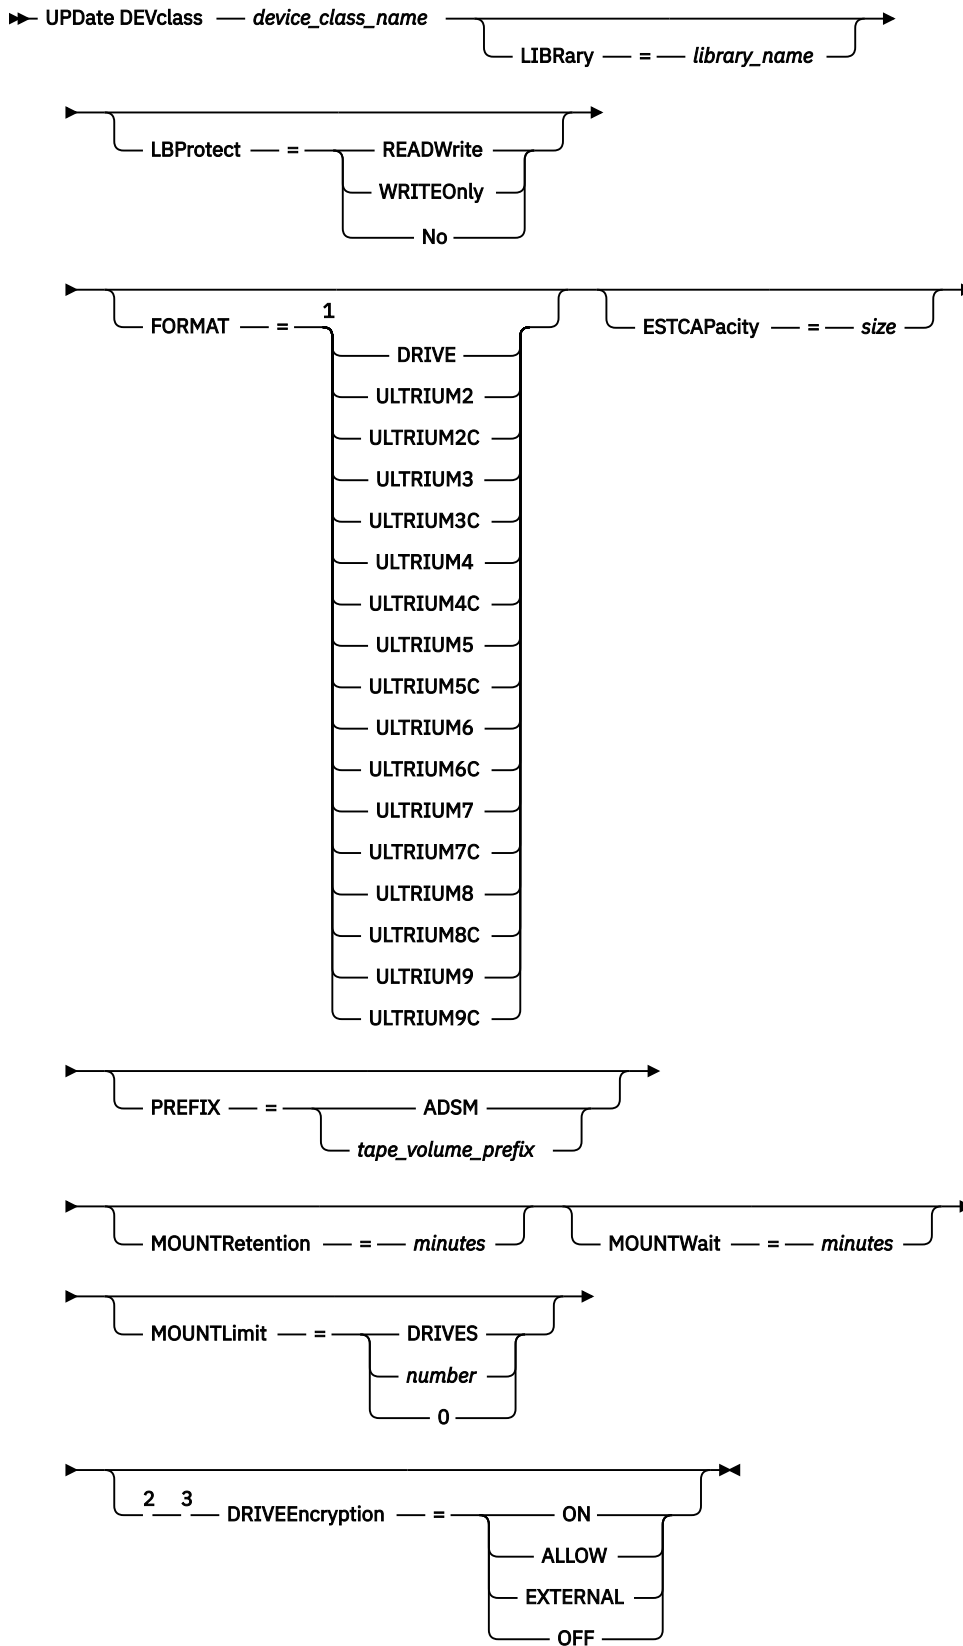 UPDate DEVclass device_class_name
LIBRary = library_name
LBProtect = READWrite
WRITEOnly
No
FORMAT = 1
DRIVE
ULTRIUM2
ULTRIUM2C
ULTRIUM3
ULTRIUM3C
ULTRIUM4
ULTRIUM4C
ULTRIUM5
ULTRIUM5C
ULTRIUM6
ULTRIUM6C
ULTRIUM7
ULTRIUM7C
ULTRIUM8
ULTRIUM8C
ULTRIUM9
ULTRIUM9C
ESTCAPacity = size
PREFIX = ADSM
tape_volume_prefix
MOUNTRetention = minutes MOUNTWait = minutes
MOUNTLimit = DRIVES
number
0
2 3 DRIVEEncryption = ON
ALLOW
EXTERNAL
OFF